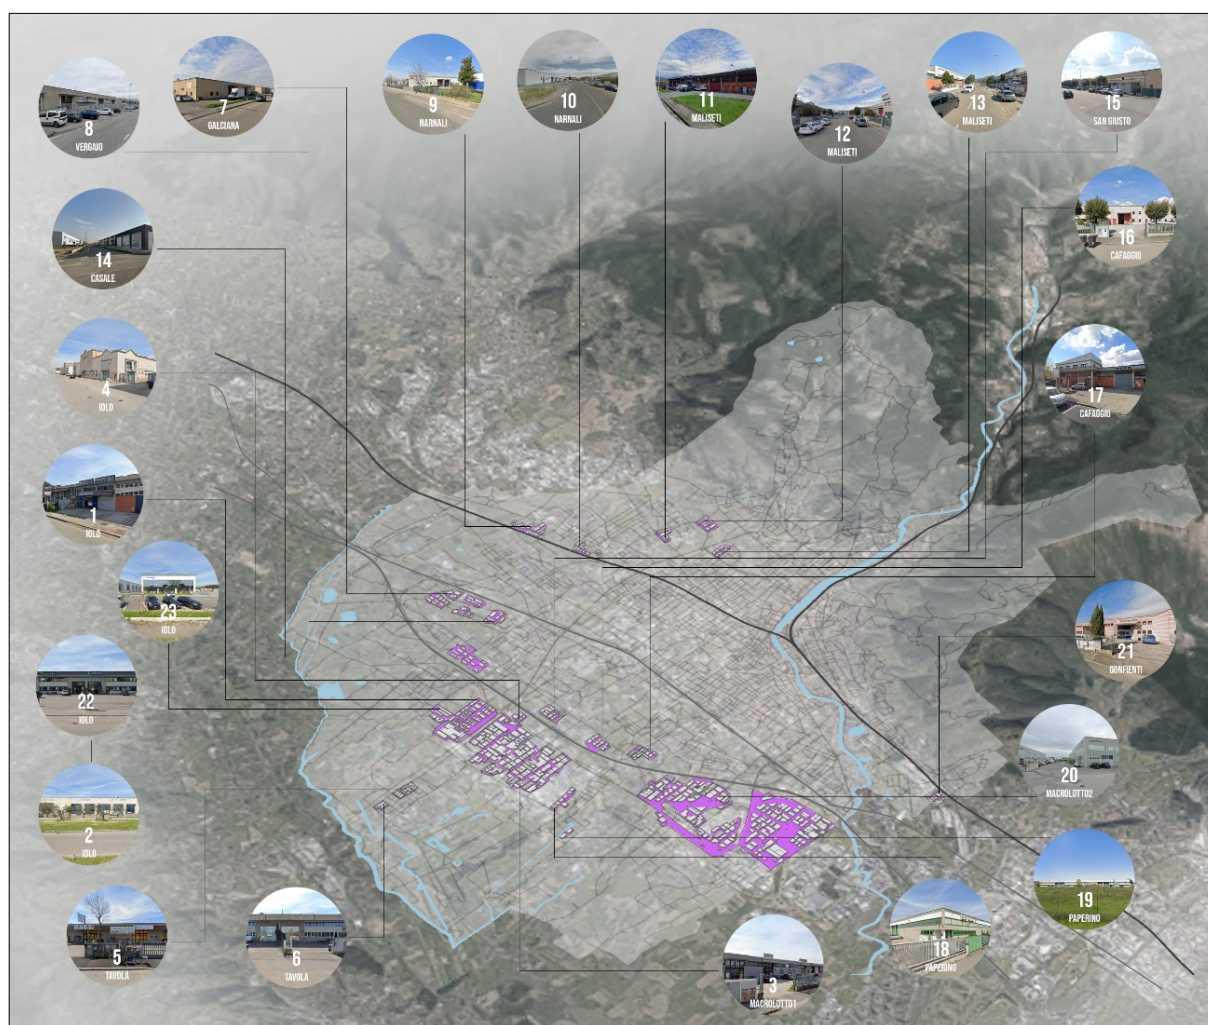 8
VERGAIO
7
GALCIANA
9
NARNALI
10
NARNALI
11
MALISETI
12
MALISETI
13
MALISETI
15
SAN GIUSTO
14
CASALE
16
CAFAGGIO
4
IOLO
17
CAFAGGIO
1
IOLO
23
IOLO
21
GONFIENTI
22
IOLO
20
MACROLOTTO2
2
IOLO
19
PAPERINO
5
TAVOLA
6
TAVOLA
3
MACROLOTTO1
18
PAPERINO